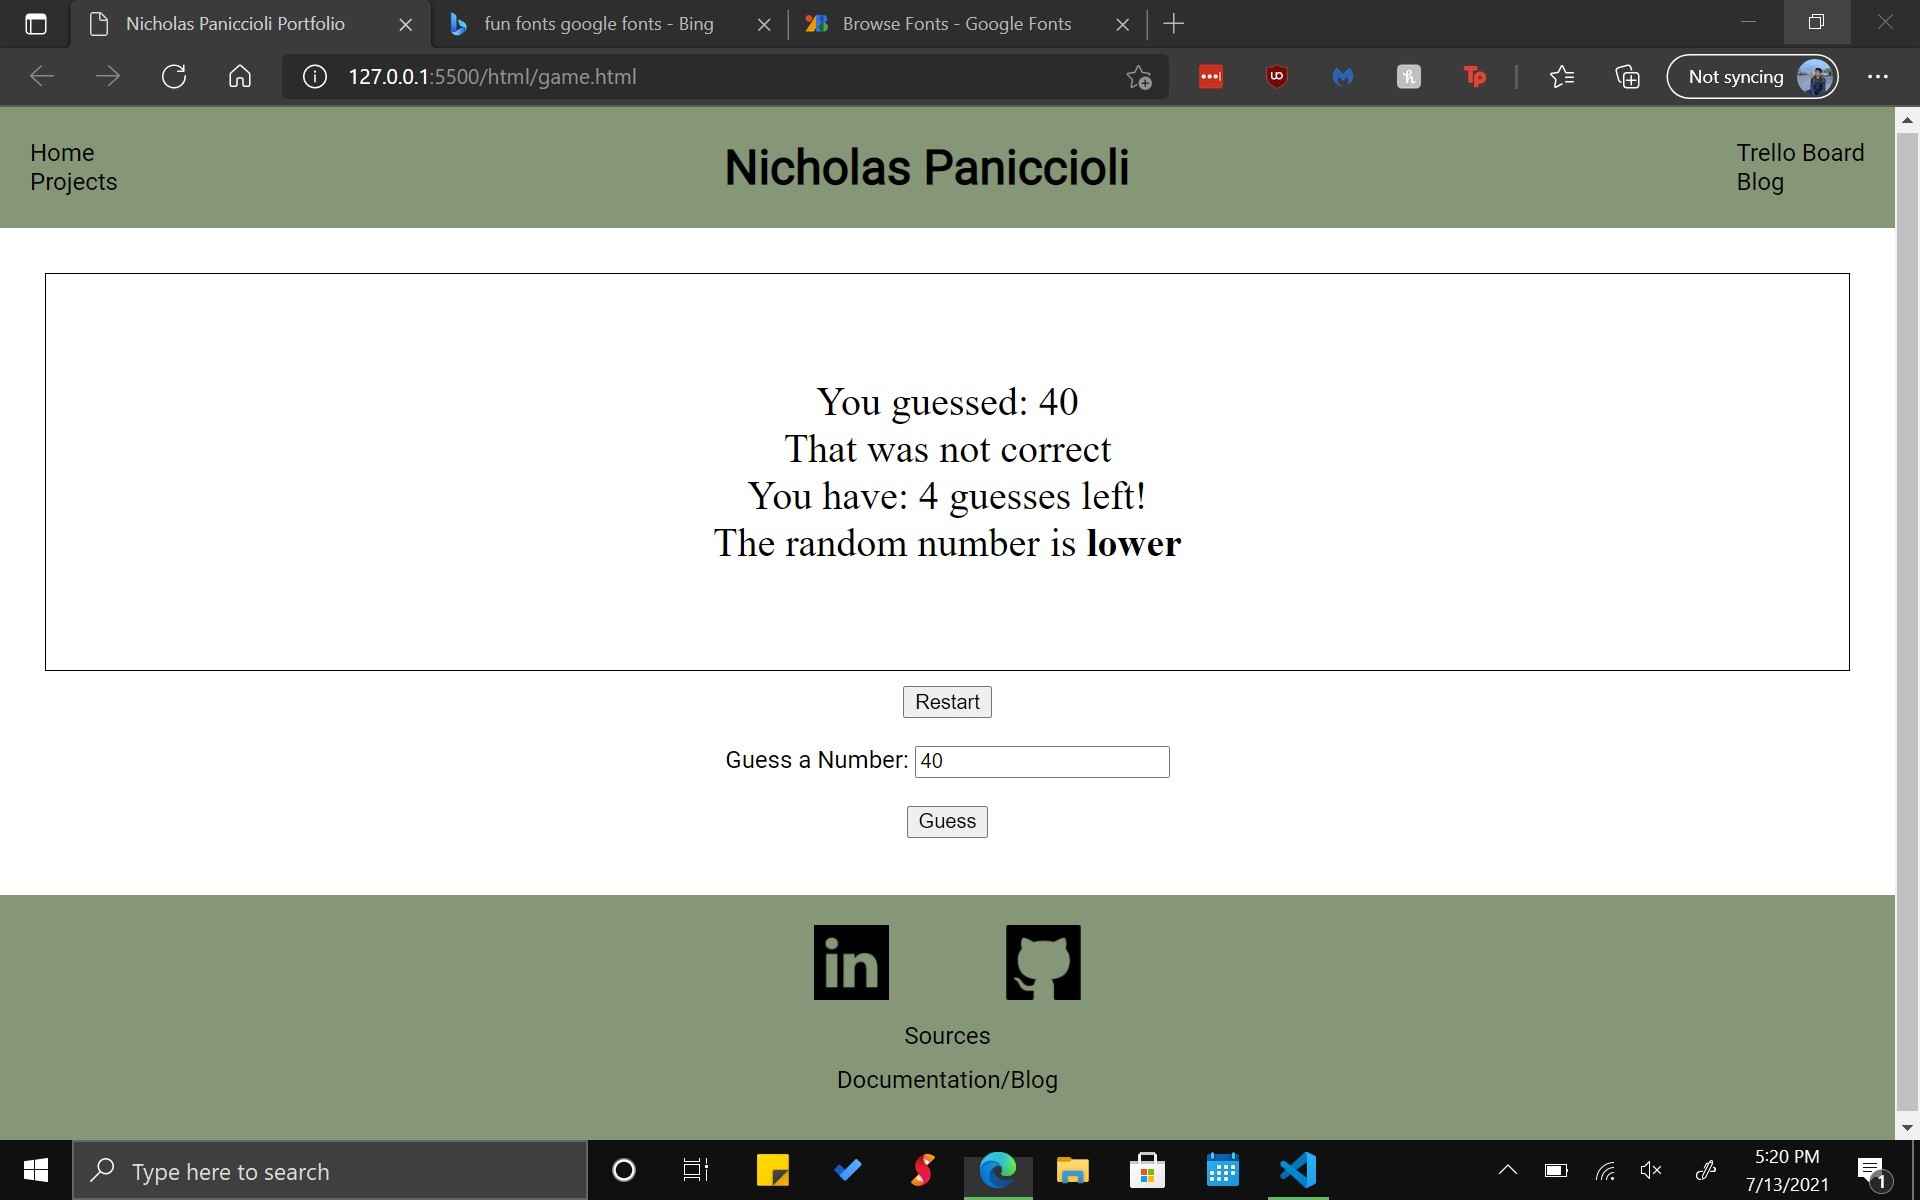 Nicholas Paniccioli Portfolio
fun fonts google fonts - Bing
Browse Fonts - Google Fonts
127.0.0.1:5500/html/game.html
Tp
Not syncing
Home
Projects
Nicholas Paniccioli
Trello Board
Blog
You guessed: 40
That was not correct
You have: 4 guesses left!
The random number is lower
Restart
Guess a Number: 40
Guess
in
Sources
Documentation/Blog
Type here to search
5:20 PM
7/13/2021
1